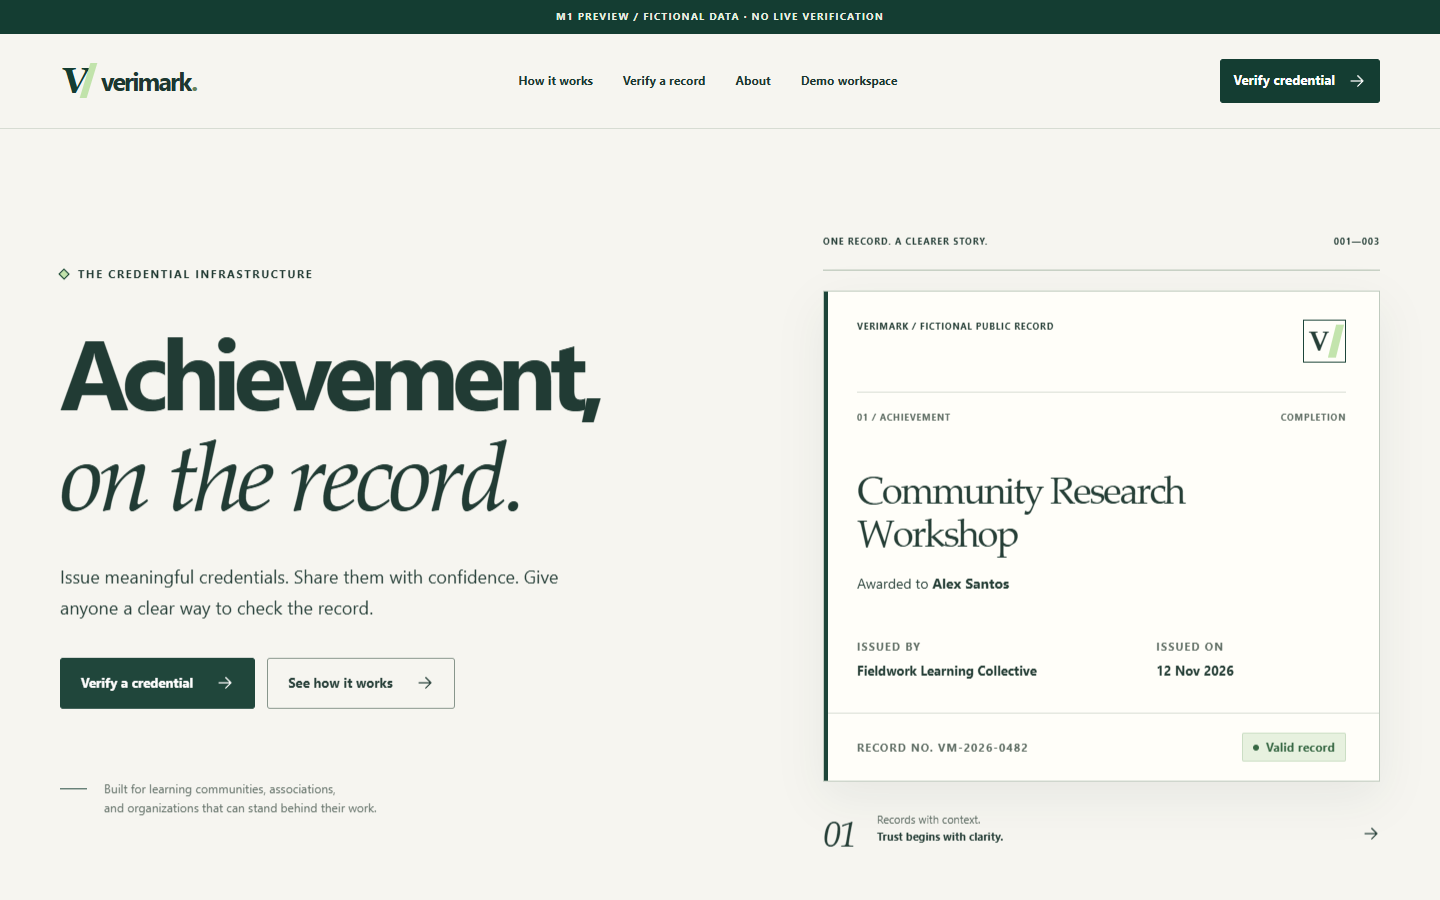 M1 PREVIEW / FICTIONAL DATA • NO LIVE VERIFICATION
V/ verimark.
How it works
Verify a record
About
Demo workspace
Verify credential →
THE CREDENTIAL INFRASTRUCTURE
Achievement,
on the record.
Issue meaningful credentials. Share them with confidence. Give
anyone a clear way to check the record.
Verify a credential →
See how it works →
Built for learning communities, associations,
and organizations that can stand behind their work.
ONE RECORD. A CLEARER STORY.
001—003
VERIMARK / FICTIONAL PUBLIC RECORD
V/
01 / ACHIEVEMENT
COMPLETION
Community Research
Workshop
Awarded to Alex Santos
ISSUED BY
Fieldwork Learning Collective
ISSUED ON
12 Nov 2026
RECORD NO. VM-2026-0482
Valid record
01
Records with context.
Trust begins with clarity.
→